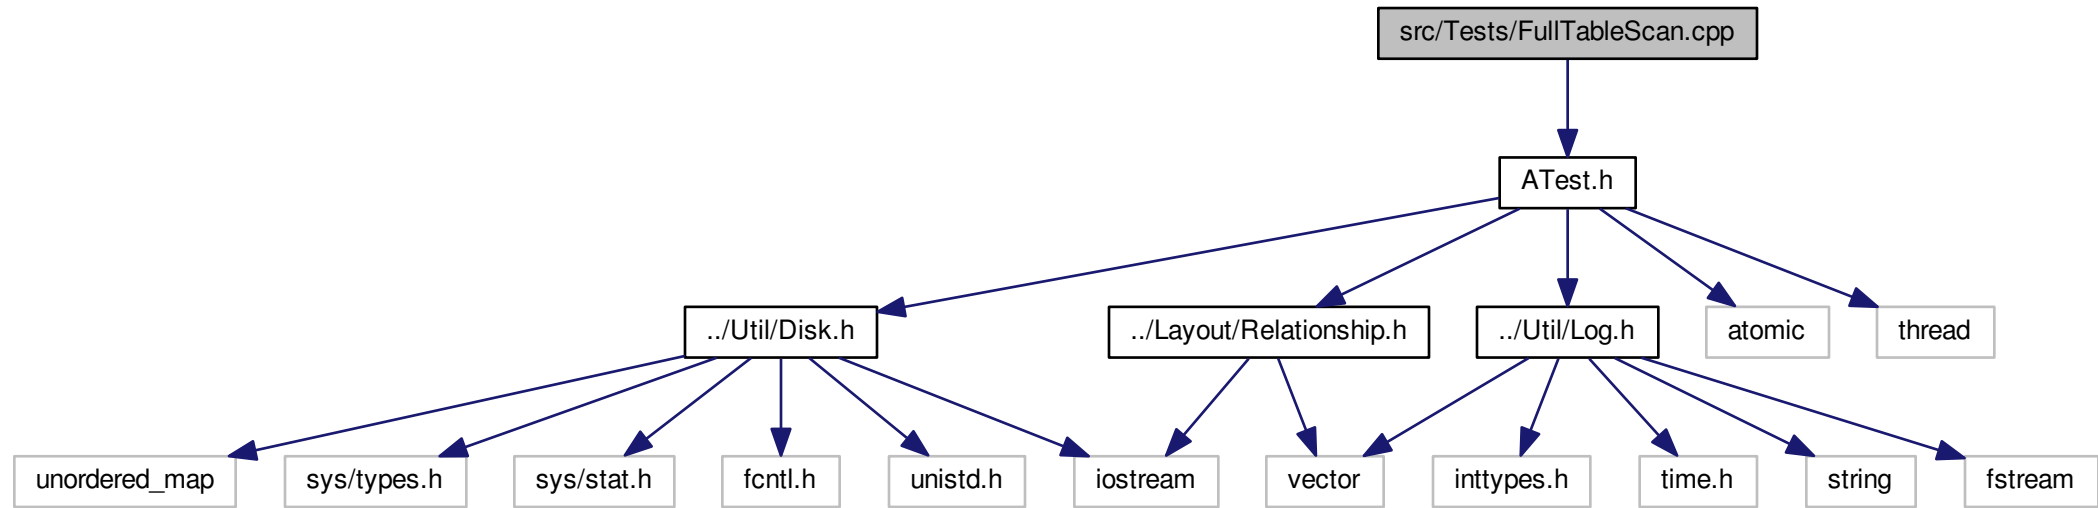 src/Tests/FullTableScan.cpp
ATest.h
../Util/Disk.h
../Layout/Relationship.h
../Util/Log.h
atomic
thread
unordered_map
sys/types.h
sys/stat.h
fcntl.h
unistd.h
iostream
vector
inttypes.h
time.h
string
fstream